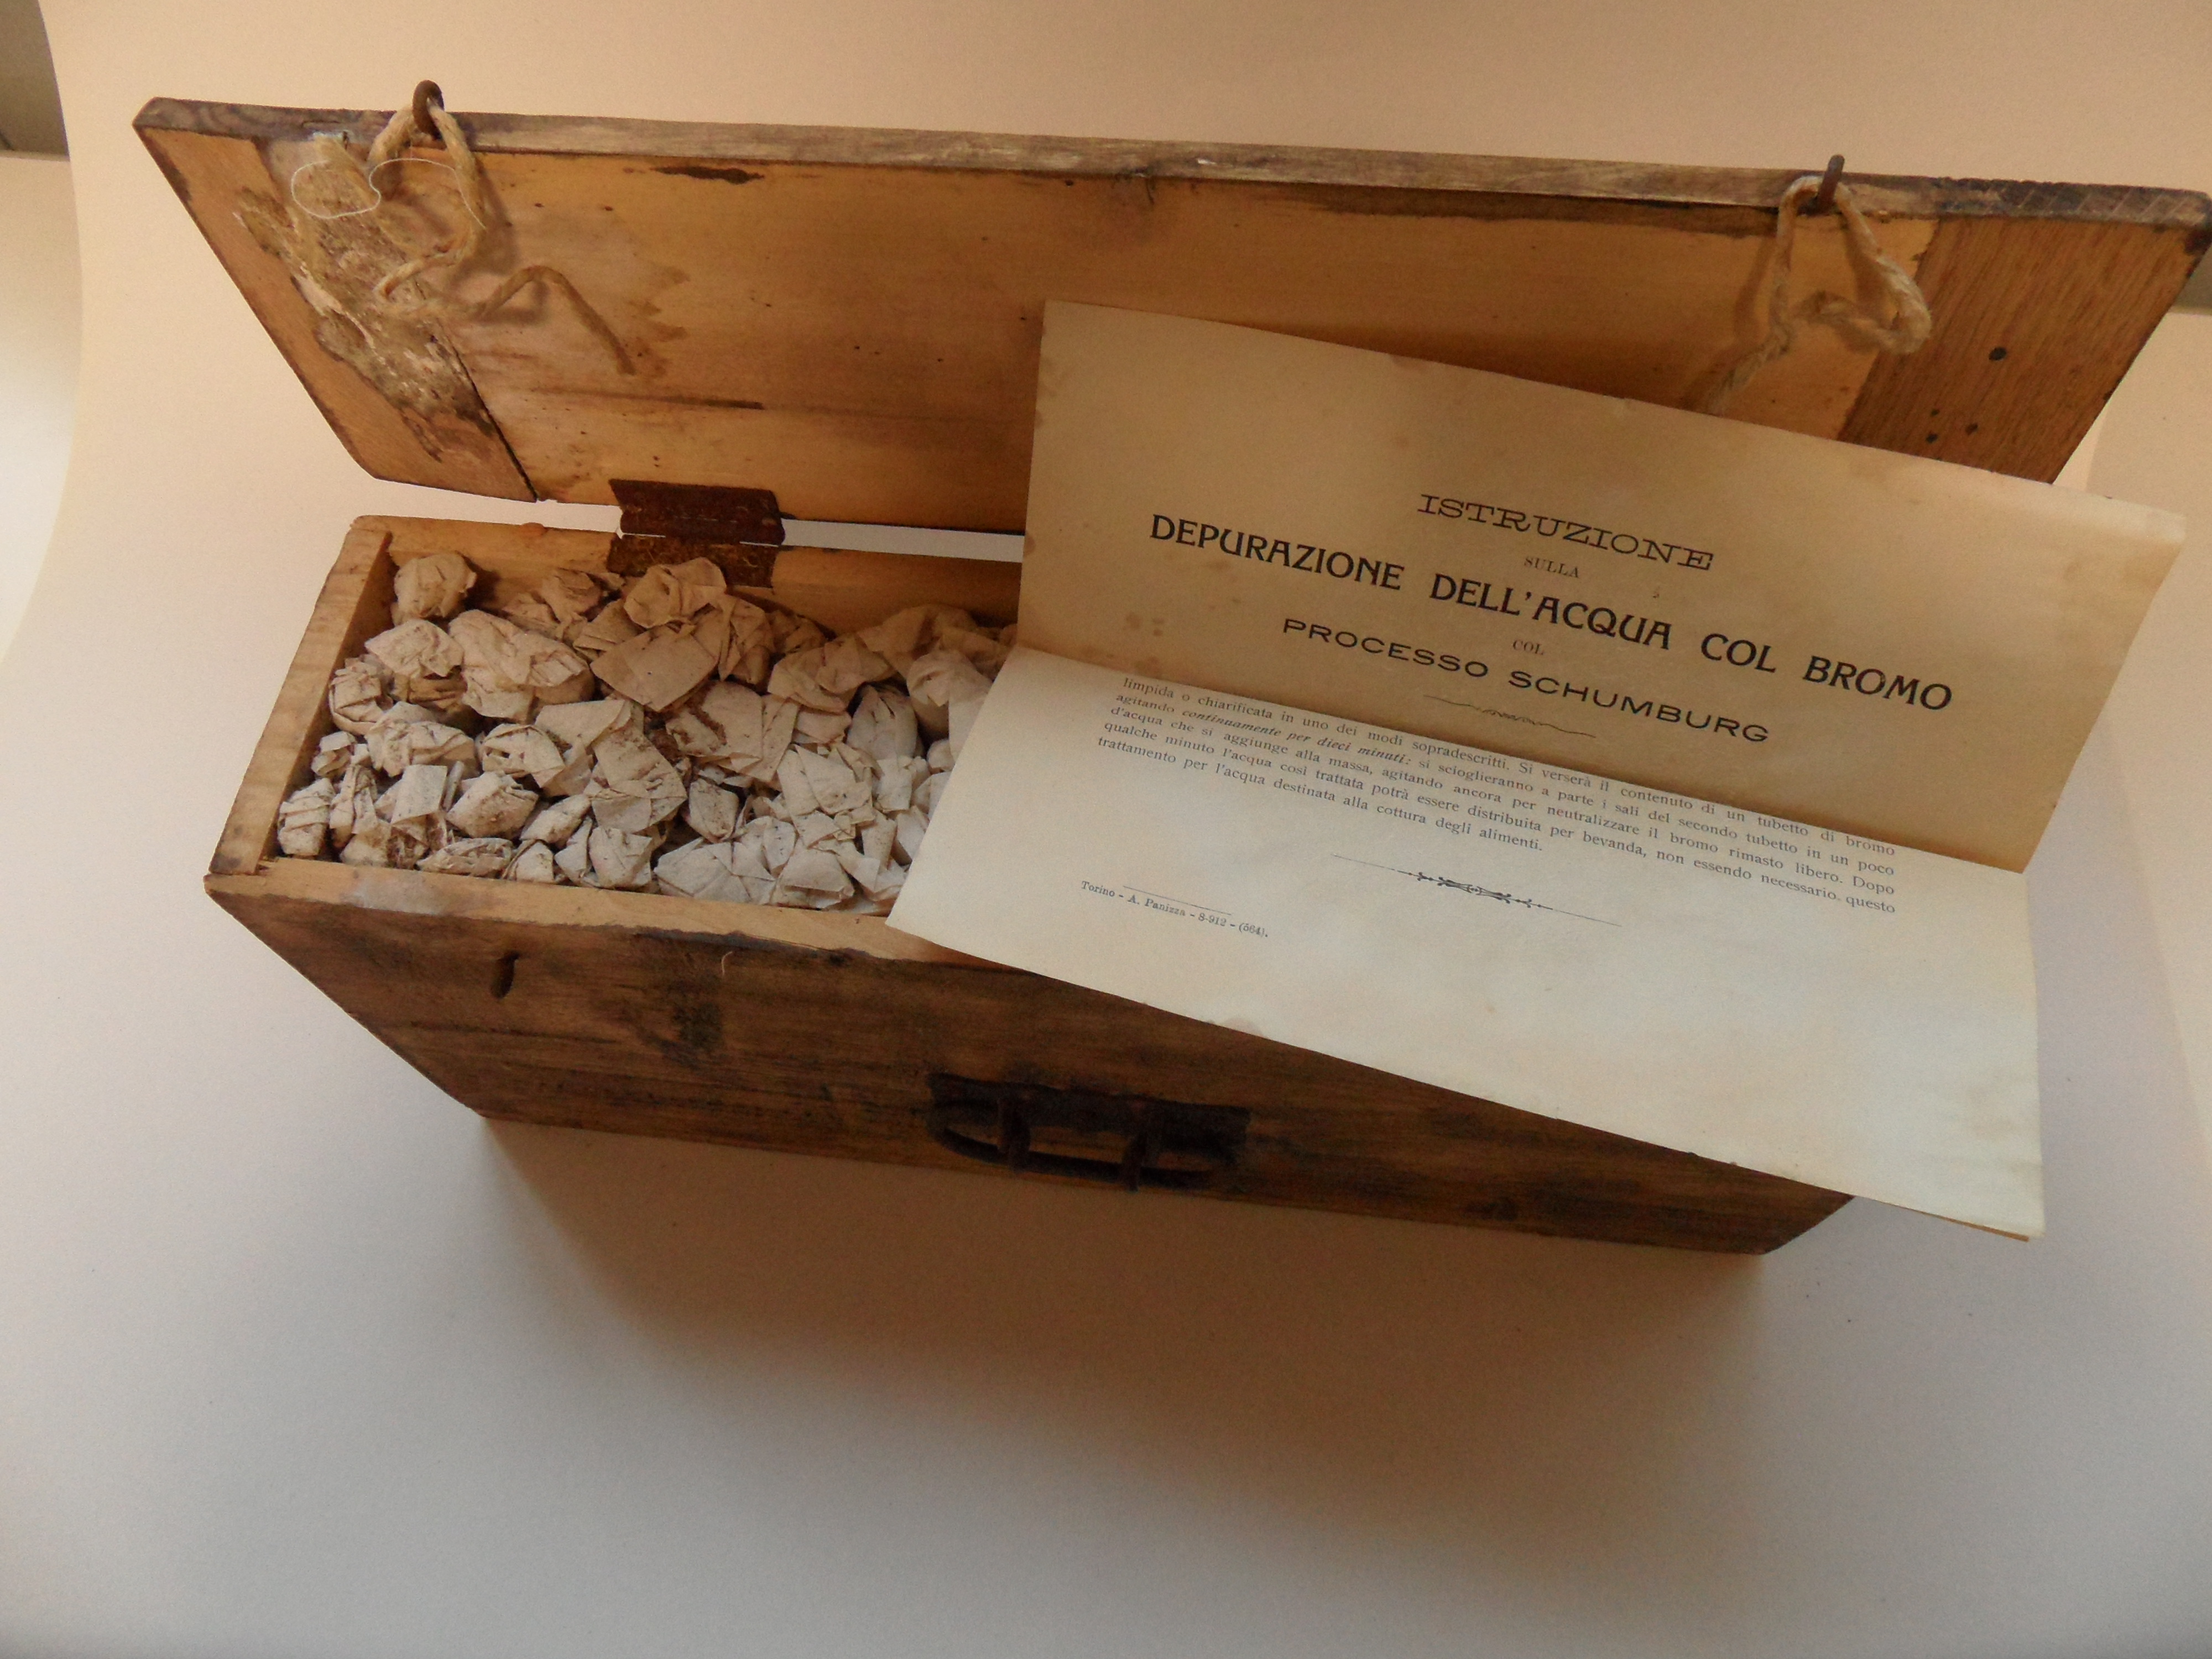 ISTRUZIONE
SULLA
DEPURAZIONE DELL'ACQUA COL BROMO
COL
PROCESSO SCHUMBURG
limpida o chiarificata in uno dei modi sopradescritti. Si verserà il contenuto di un tubetto di bromo
agitando continuamente per dieci minuti: si scioglieranno a parte i sali del secondo tubetto in un poco
d'acqua che si aggiunge alla massa, agitando ancora per neutralizzare il bromo rimasto libero. Dopo
qualche minuto l'acqua così trattata potrà essere distribuita per bevanda, non essendo necessario questo
trattamento per l'acqua destinata alla cottura degli alimenti.
Torino - A. Panizza - 8-912 - (664).